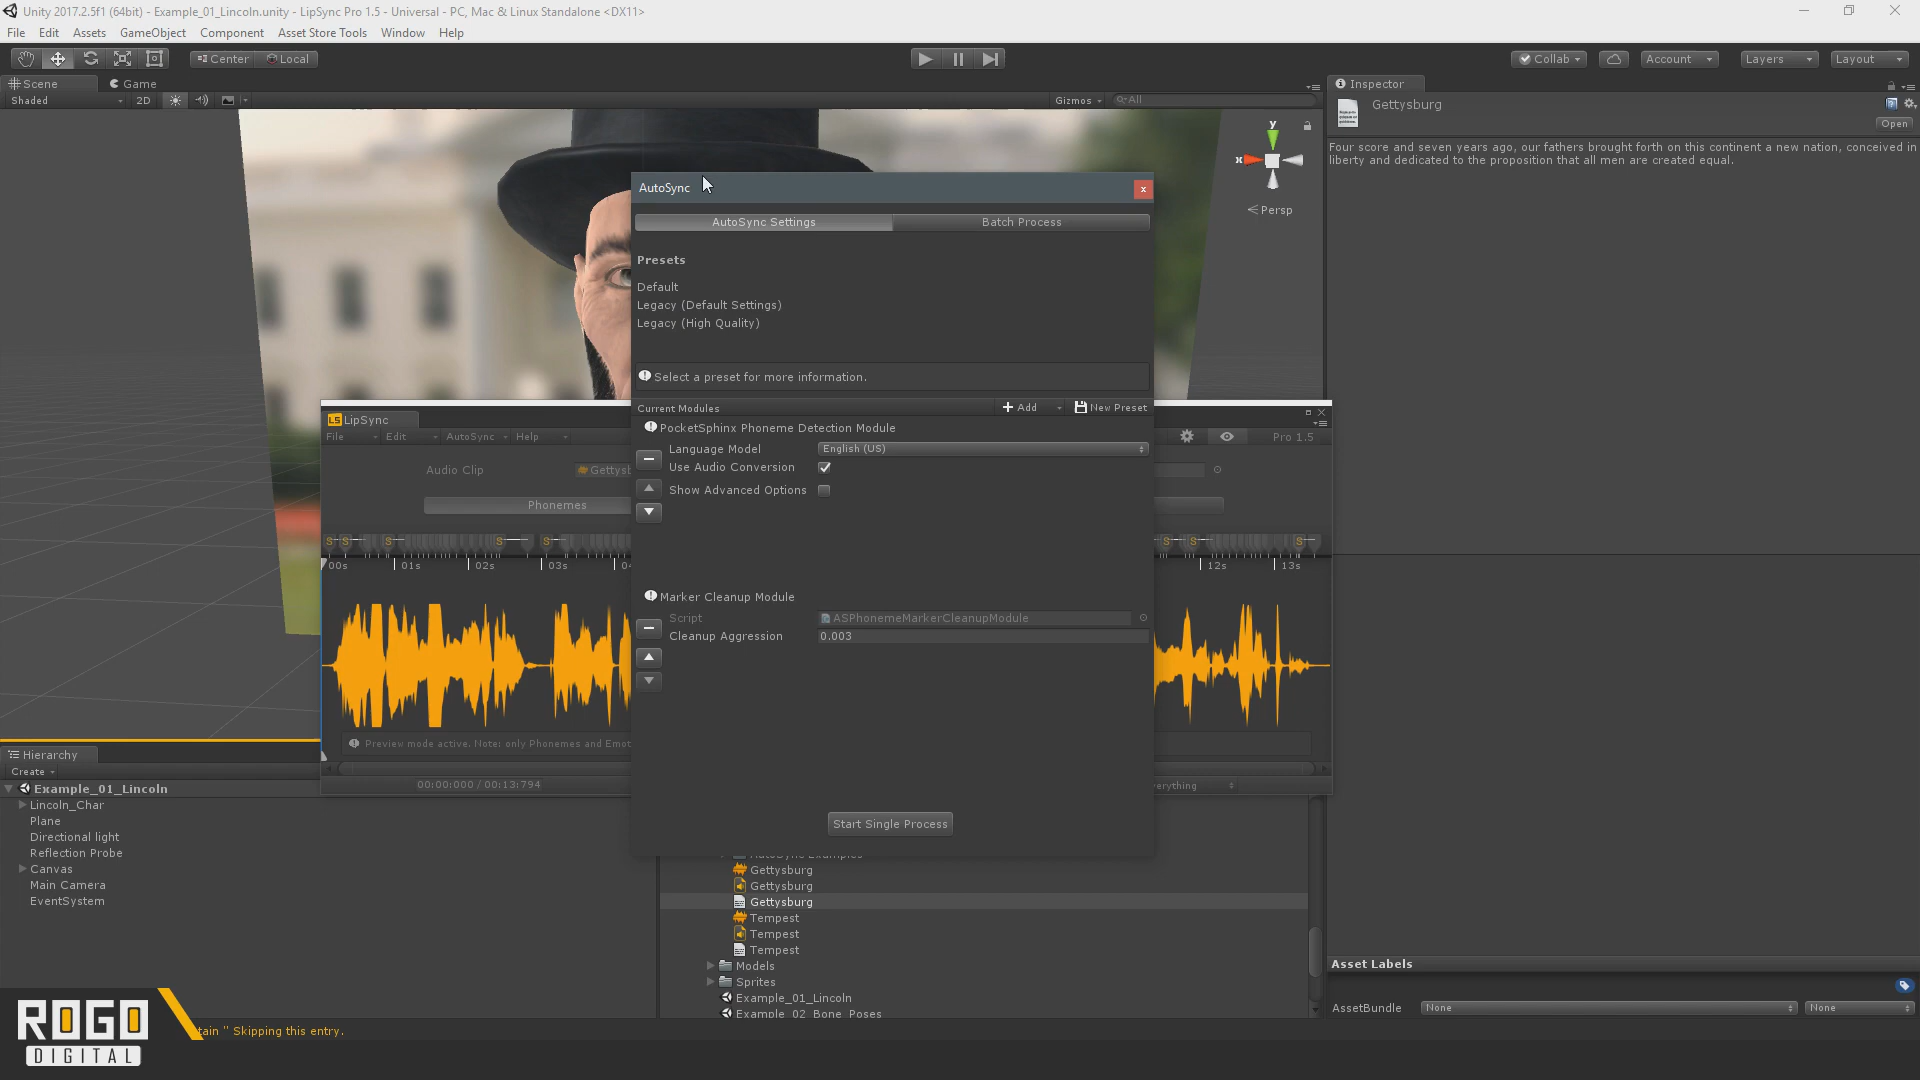 Unity 2017.2.5f1 (64bit) - Example_01_Lincoln.unity - LipSync Pro 1.5 - Universal - PC, Mac & Linux Standalone <DX11>
File Edit Assets GameObject Component Asset Store Tools Window Help
Center Local Collab Account Layers Layout
Scene Game Inspector
Shaded 2D Gizmos All
Gettysburg
Open
Four score and seven years ago, our fathers brought forth on this continent a new nation, conceived in
liberty and dedicated to the proposition that all men are created equal.
y
x
Persp
AutoSync x
AutoSync Settings Batch Process
Presets
Default
Legacy (Default Settings)
Legacy (High Quality)
Select a preset for more information.
Current Modules Add New Preset
PocketSphinx Phoneme Detection Module
Language Model English (US)
Use Audio Conversion
Show Advanced Options
Marker Cleanup Module
Script ASPhonemeMarkerCleanupModule
Cleanup Aggression 0.003
Start Single Process
LS LipSync
File Edit AutoSync Help Pro 1.5
Audio Clip
Phonemes
S S S S S S S S
00s 01s 02s 03s 12s 13s
Preview mode active. Note: only Phonemes and
00:00:000 / 00:13:794
Hierarchy
Create
Example_01_Lincoln
Lincoln_Char
Plane
Directional light
Reflection Probe
Canvas
Main Camera
EventSystem
Gettysburg
Gettysburg
Gettysburg
Tempest
Tempest
Tempest
Models
Sprites
Example_01_Lincoln
Example_02_Bone_Poses
Asset Labels
AssetBundle None None
tain '' Skipping this entry.
ROGO
DIGITAL